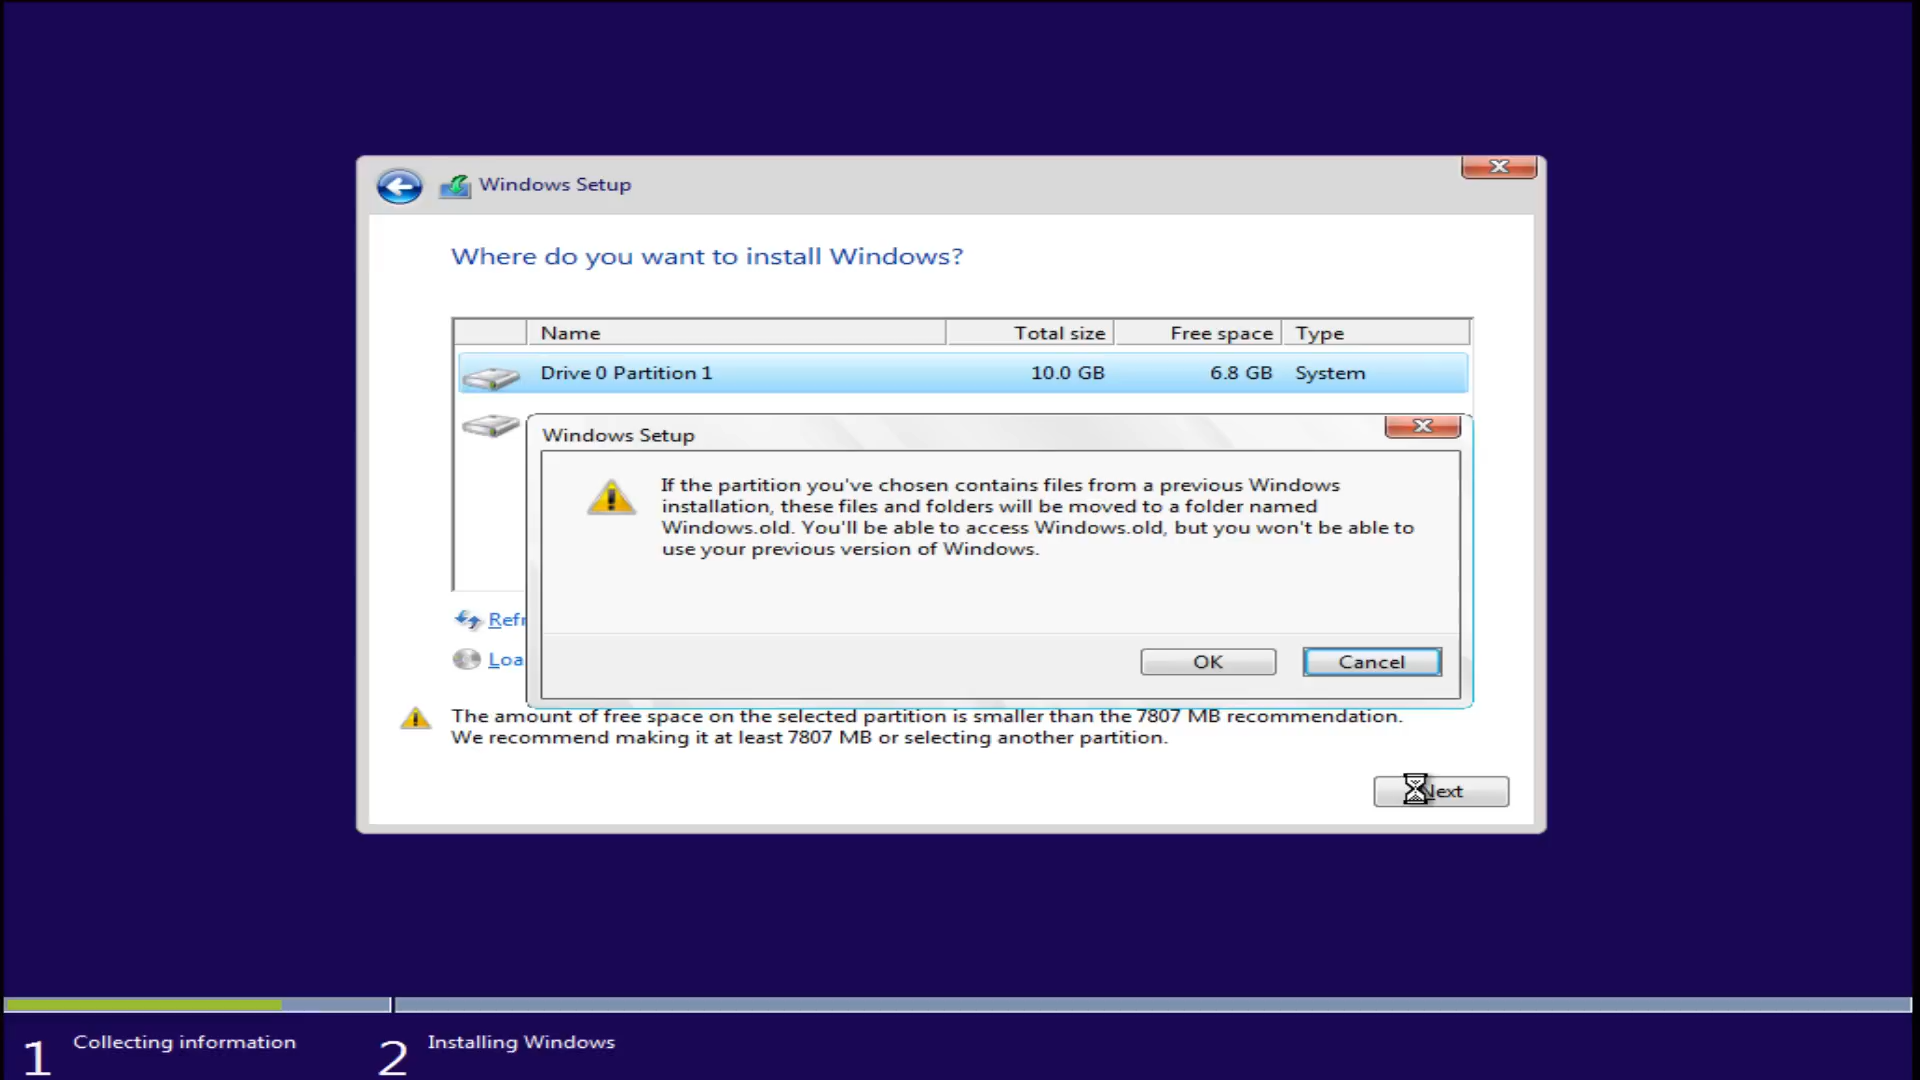 Windows Setup
Where do you want to install Windows?
Name Total size Free space Type
Drive 0 Partition 1 10.0 GB 6.8 GB System
Windows Setup
If the partition you've chosen contains files from a previous Windows
installation, these files and folders will be moved to a folder named
Windows.old. You'll be able to access Windows.old, but you won't be able to
use your previous version of Windows.
Refr
Loa
OK Cancel
The amount of free space on the selected partition is smaller than the 7807 MB recommendation.
We recommend making it at least 7807 MB or selecting another partition.
Next
1 Collecting information 2 Installing Windows